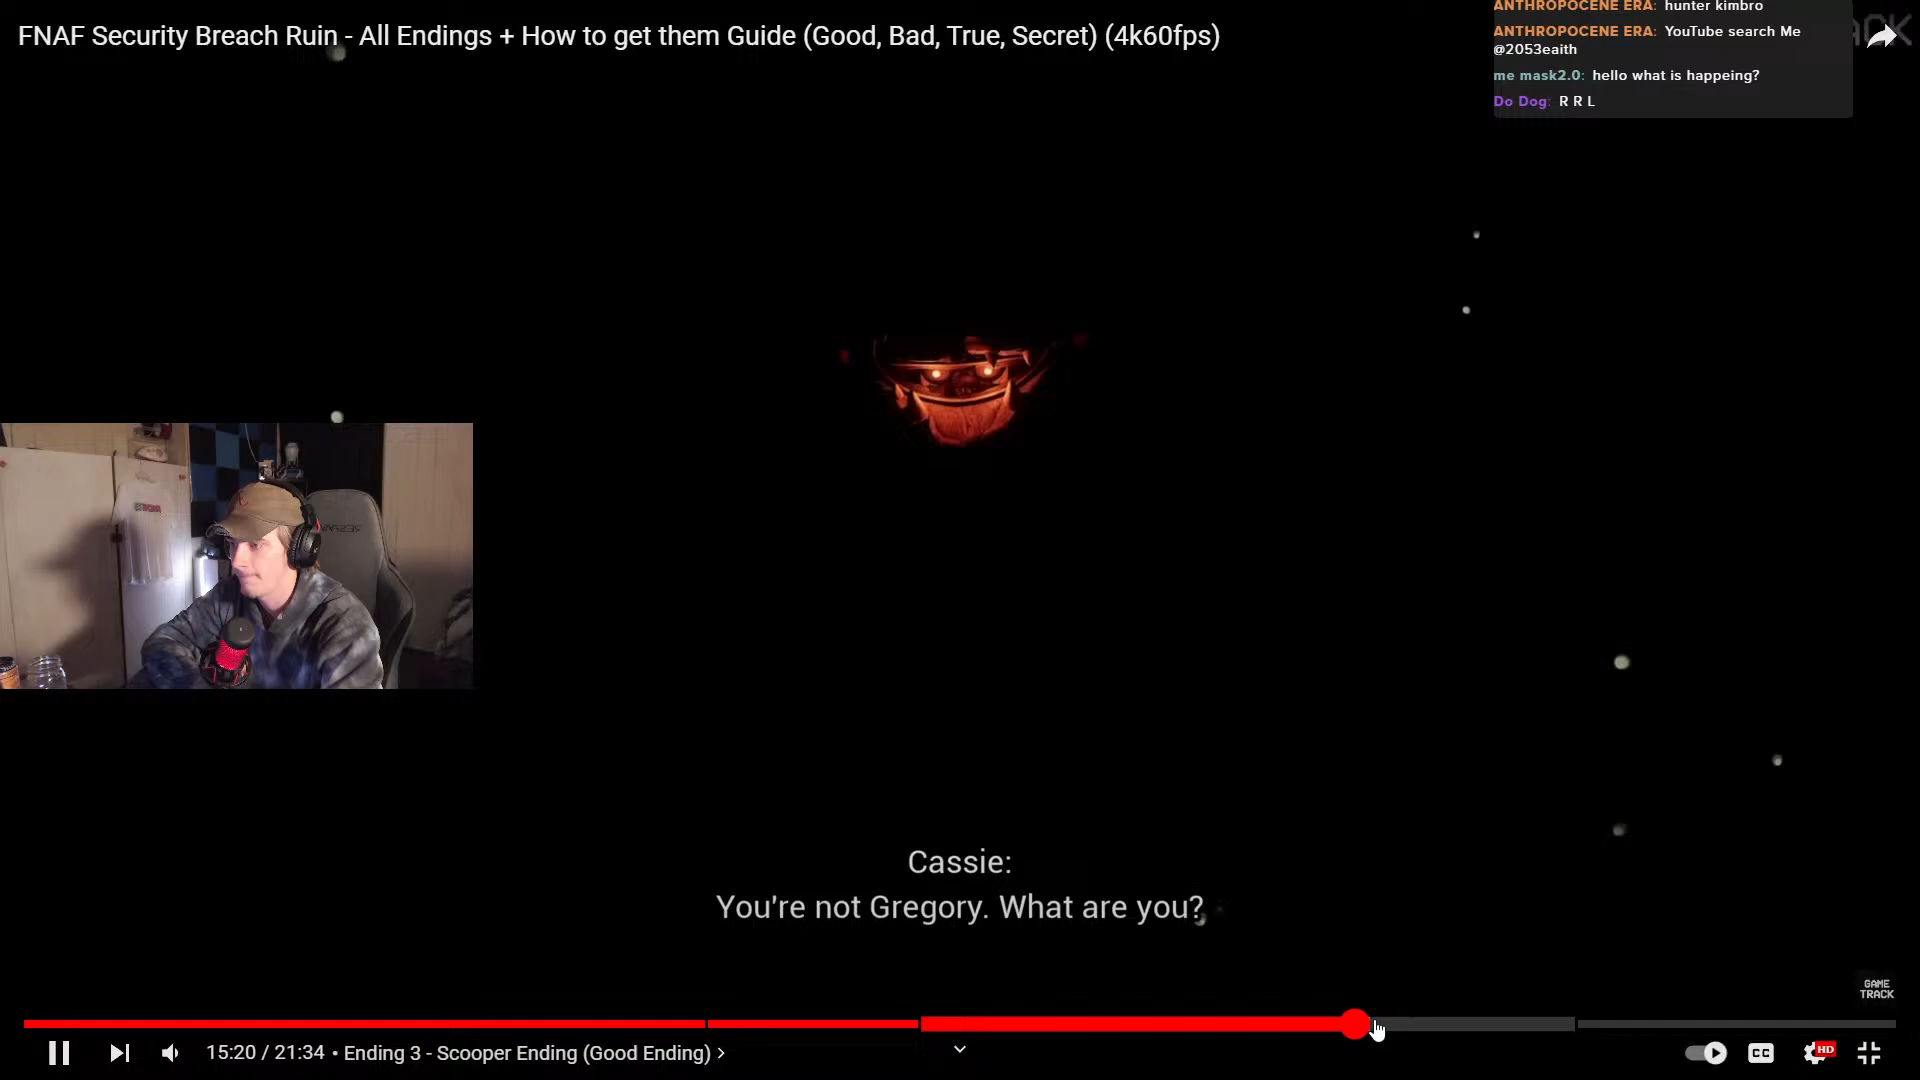 FNAF Security Breach Ruin - All Endings + How to get them Guide (Good, Bad, True, Secret) (4k60fps)
ANTHROPOCENE ERA: hunter kimbro
ANTHROPOCENE ERA: YouTube search Me
@2053eaith
me mask2.0: hello what is happeing?
Do Dog: R R L
Cassie:
You're not Gregory. What are you?
GAME
TRACK
15:20 / 21:34 • Ending 3 - Scooper Ending (Good Ending)
CC
HD